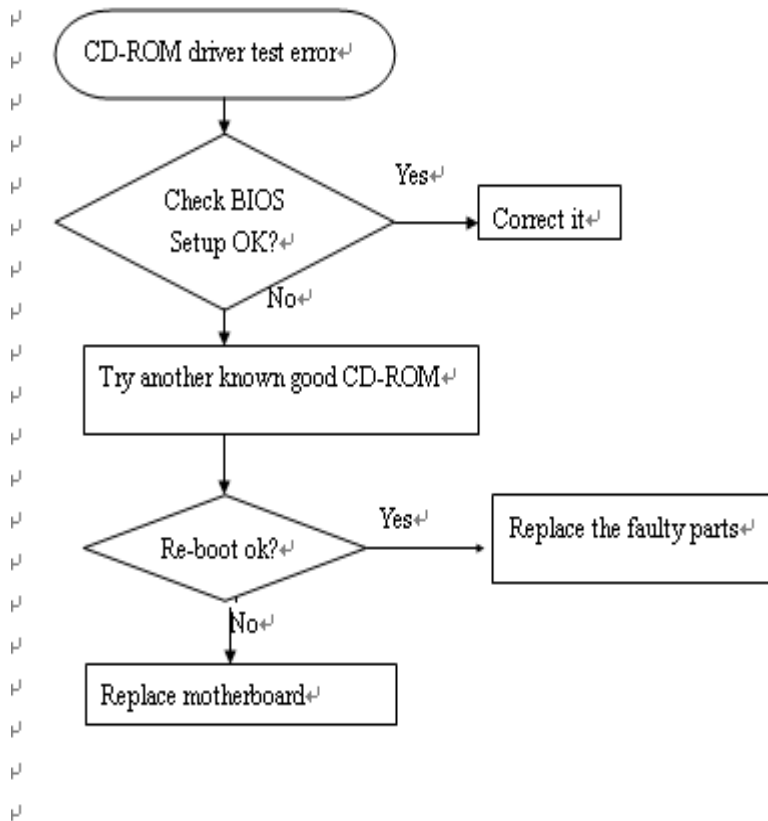 CD-ROM driver test error↵
Check BIOS
Setup OK?↵
Yes↵
Correct it↵
No↵
Try another known good CD-ROM↵
Re-boot ok?↵
Yes↵
Replace the faulty parts↵
No↵
Replace motherboard↵